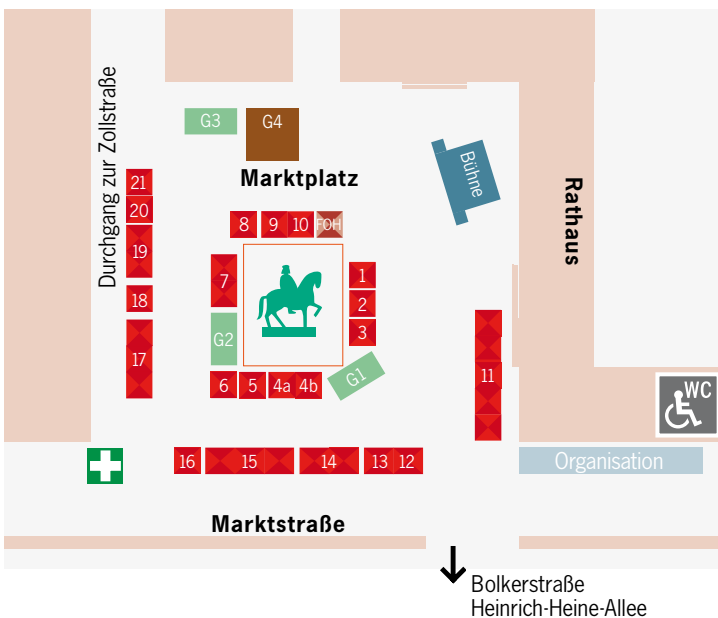 G3
G4
Durchgang zur Zollstraße
Marktplatz
Bühne
Rathaus
21
20
19
18
17
8
9
10
FOH
7
1
2
3
G2
G1
6
5
4a
4b
11
WC
16
15
14
13
12
Organisation
Marktstraße
Bolkerstraße
Heinrich-Heine-Allee